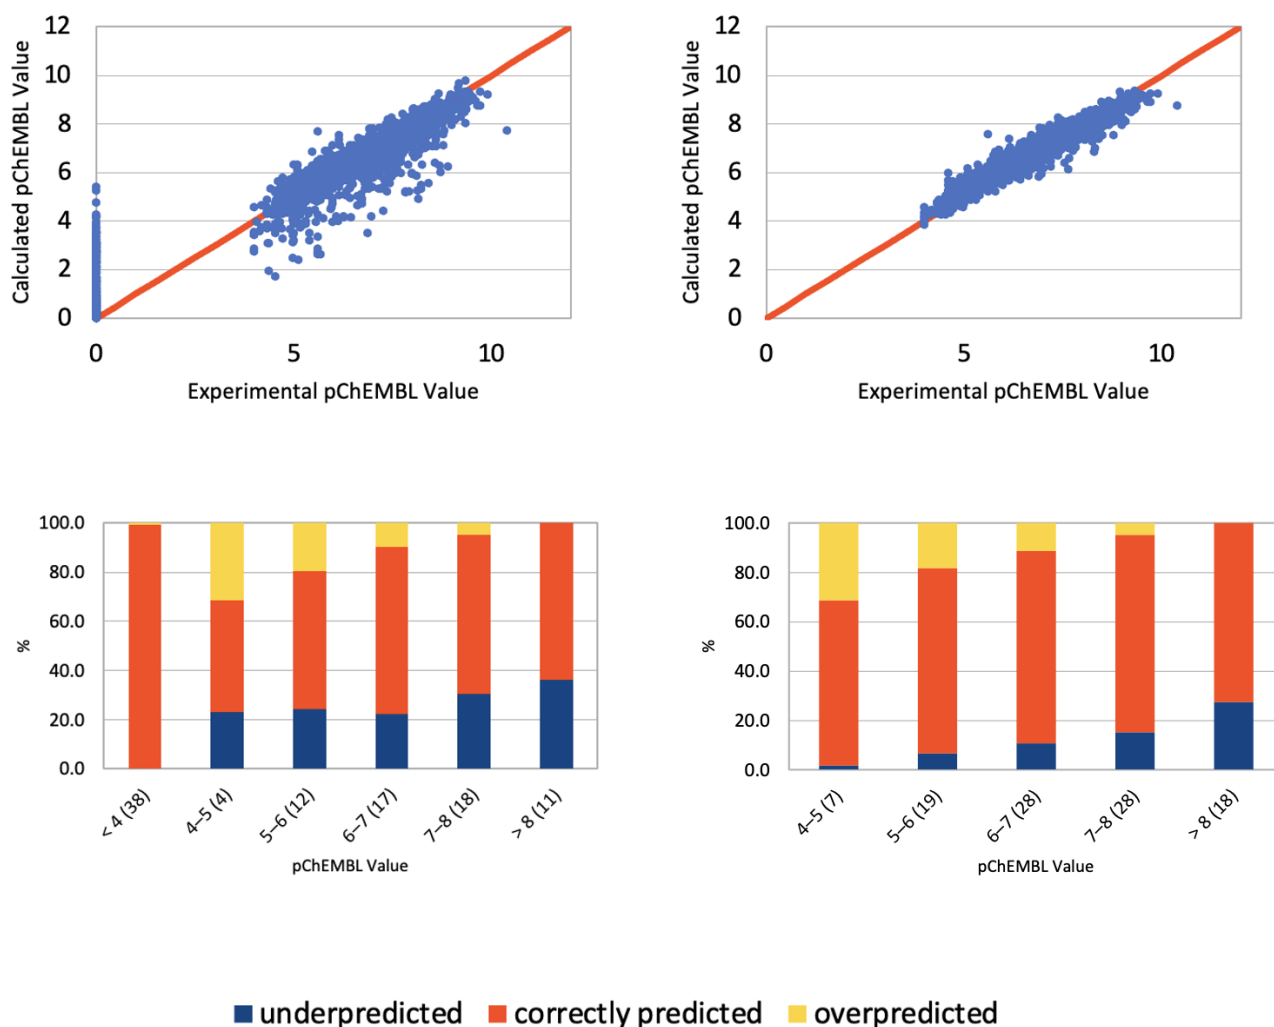 12
10
8
6
4
2
0
Calculated pChEMBL Value
0 5 10
Experimental pChEMBL Value
12
10
8
6
4
2
0
Calculated pChEMBL Value
0 5 10
Experimental pChEMBL Value
100.0
80.0
60.0
40.0
20.0
0.0
%
< 4 (38) 4–5 (4) 5–6 (12) 6–7 (17) 7–8 (18) > 8 (11)
pChEMBL Value
100.0
80.0
60.0
40.0
20.0
0.0
%
4–5 (7) 5–6 (19) 6–7 (28) 7–8 (28) > 8 (18)
pChEMBL Value
underpredicted correctly predicted overpredicted